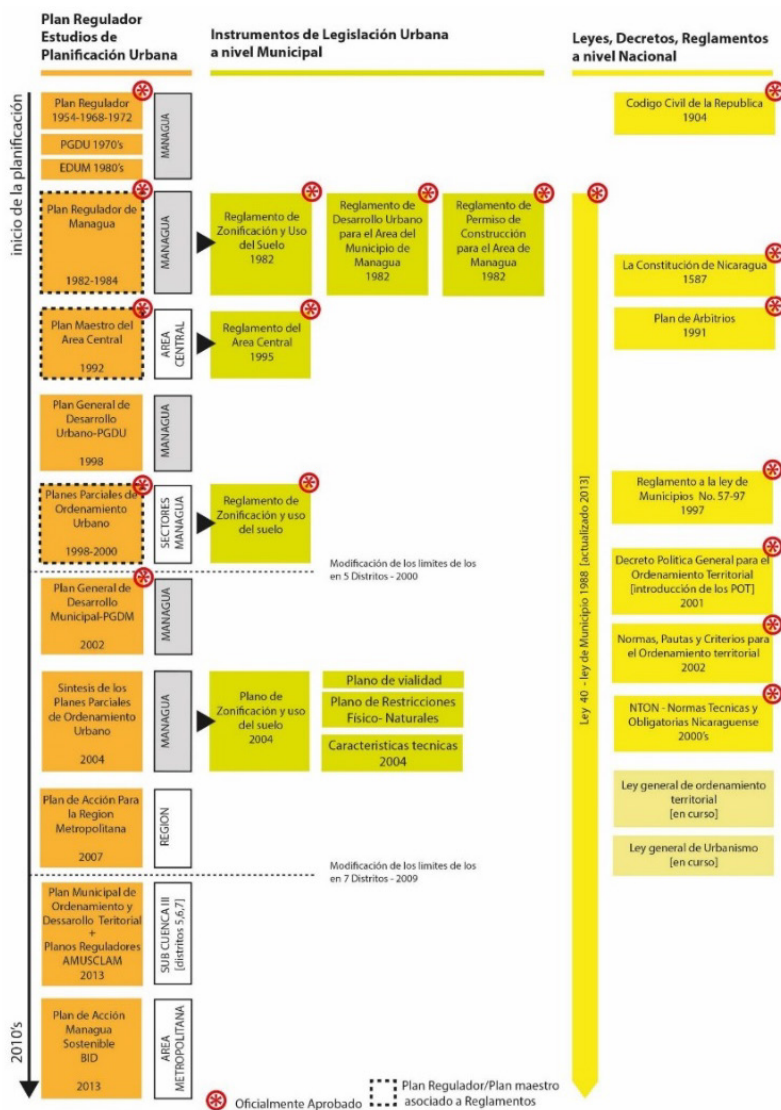 Plan Regulador
Estudios de
Planificación Urbana
Instrumentos de Legislación Urbana
a nivel Municipal
Leyes, Decretos, Reglamentos
a nivel Nacional
inicio de la planificación
2010's
Plan Regulador
1954-1968-1972
PGDU 1970's
EDUM 1980's
MANAGUA
Plan Regulador de
Managua
1982-1984
MANAGUA
Reglamento de
Zonificación y Uso
del Suelo
1982
Reglamento de
Desarrollo Urbano
para el Area del
Municipio de
Managua
1982
Reglamento de
Permiso de
Construcción
para el Area de
Managua
1982
Plan Maestro del
Area Central
1992
AREA
CENTRAL
Reglamento del
Area Central
1995
Plan General de
Desarrollo
Urbano-PGDU
1998
MANAGUA
Planes Parciales de
Ordenamiento
Urbano
1998-2000
SECTORES
MANAGUA
Reglamento de
Zonificación y uso
del suelo
Modificación de los limites de los
en 5 Distritos - 2000
Plan General de
Desarrollo
Municipal-PGDM
2002
MANAGUA
Sintesis de los
Planes Parciales
de Ordenamiento
Urbano
2004
MANAGUA
Plano de
Zonificación y uso
del suelo
2004
Plano de vialidad
Plano de Restricciones
Físico- Naturales
Caracteristicas tecnicas
2004
Plan de Acción Para
la Region
Metropolitana
2007
REGION
Modificación de los limites de los
en 7 Distritos - 2009
Plan Municipal de
Ordenamiento y
Dessarollo Teritorial
+
Planos Reguladores
AMUSCLAM
2013
SUB CUENCA III
[distritos 5,6,7]
Plan de Acción
Managua
Sostenible
BID
2013
AREA
METROPOLITANA
Ley 40 - ley de Municipio 1988 [actualizado 2013]
Codigo Civil de la Republica
1904
La Constitución de Nicaragua
1587
Plan de Arbitrios
1991
Reglamento a la ley de
Municipios No. 57-97
1997
Decreto Politica General para el
Ordenamiento Territorial
[introducción de los POT]
2001
Normas, Pautas y Criterios para
el Ordenamiento territorial
2002
NTON - Normas Tecnicas y
Obligatorias Nicaraguense
2000's
Ley general de ordenamiento
territorial
[en curso]
Ley general de Urbanismo
[en curso]
Oficialmente Aprobado
Plan Regulador/Plan maestro
asociado a Reglamentos